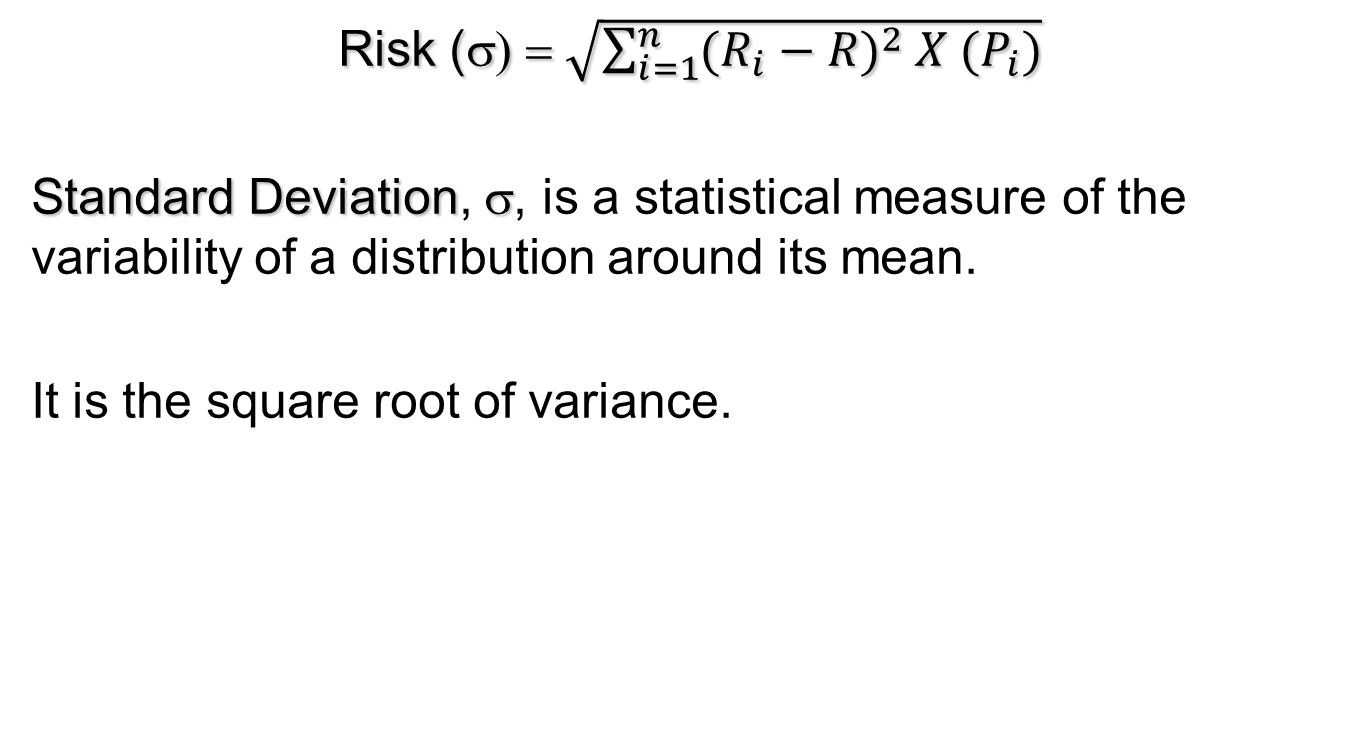 Risk (σ) = √∑ⁿᵢ₌₁(Rᵢ − R)² X (Pᵢ)
Standard Deviation, σ, is a statistical measure of the
variability of a distribution around its mean.
It is the square root of variance.